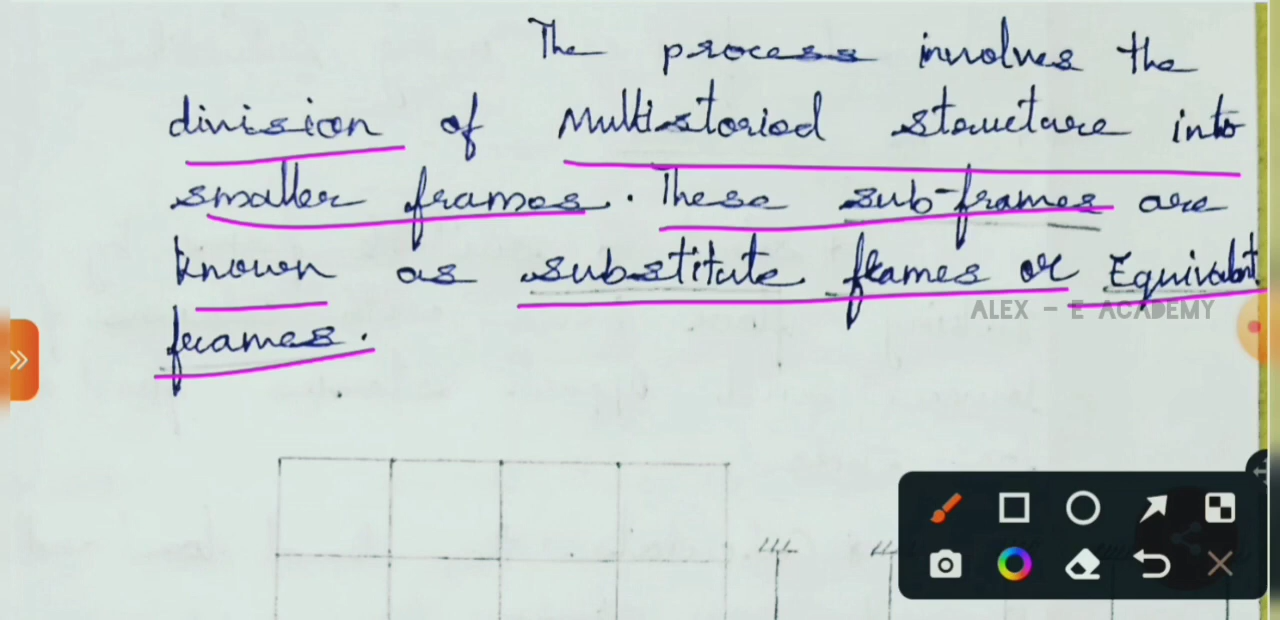 The process involves the
division of Multistoried structure into
smaller frames. These sub-frames are
known as substitute frames or Equivalent
ALEX - E ACADEMY
frames.